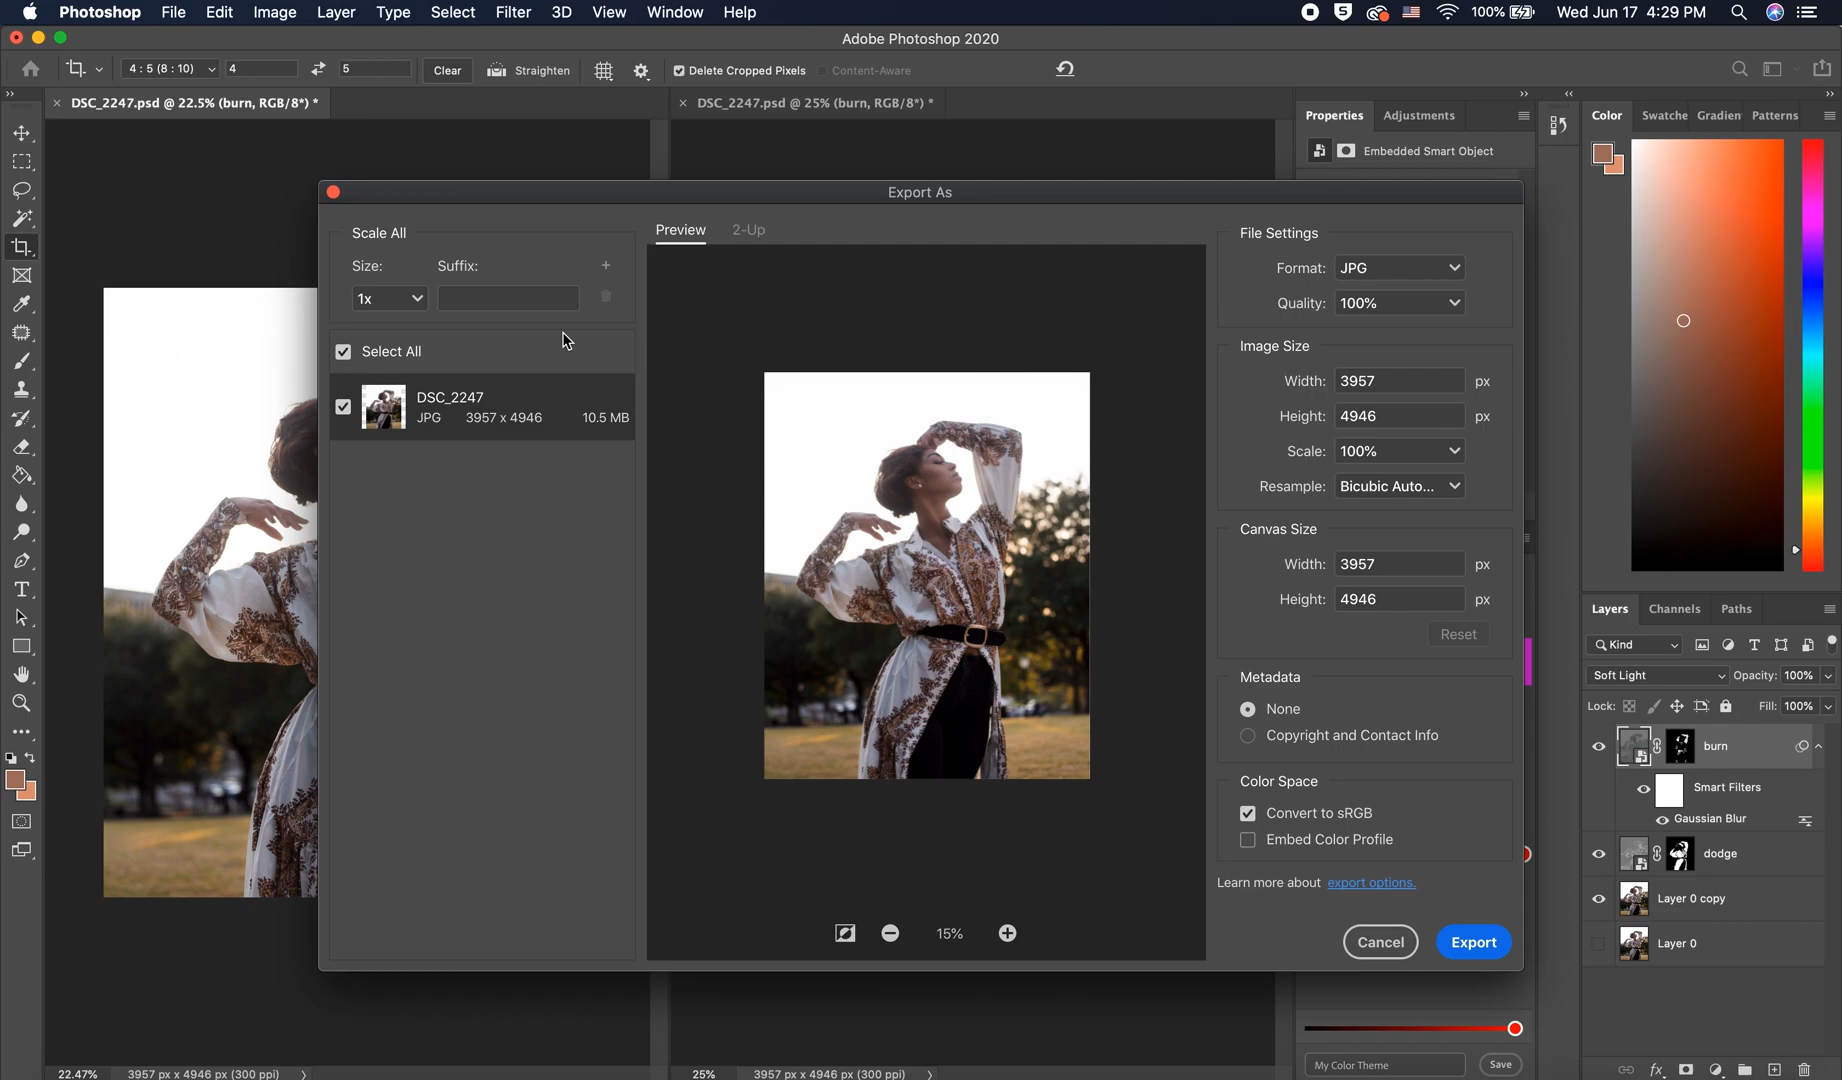 Photoshop File Edit Image Layer Type Select Filter 3D View Window Help 100% Wed Jun 17 4:29 PM
Adobe Photoshop 2020
4 : 5 (8 : 10) 4 5 Clear Straighten Delete Cropped Pixels Content-Aware
DSC_2247.psd @ 22.5% (burn, RGB/8*) * DSC_2247.psd @ 25% (burn, RGB/8*) *
Properties Adjustments
Embedded Smart Object
Color Swatche Gradien Patterns
Export As
Scale All
Size: Suffix:
1x
Select All
DSC_2247
JPG 3957 x 4946 10.5 MB
Preview 2-Up
15%
File Settings
Format: JPG
Quality: 100%
Image Size
Width: 3957 px
Height: 4946 px
Scale: 100%
Resample: Bicubic Auto...
Canvas Size
Width: 3957 px
Height: 4946 px
Reset
Metadata
None
Copyright and Contact Info
Color Space
Convert to sRGB
Embed Color Profile
Learn more about export options.
Cancel Export
Layers Channels Paths
Kind
Soft Light Opacity: 100%
Lock: Fill: 100%
burn
Smart Filters
Gaussian Blur
dodge
Layer 0 copy
Layer 0
My Color Theme Save
22.47% 3957 px x 4946 px (300 ppi) 25% 3957 px x 4946 px (300 ppi)